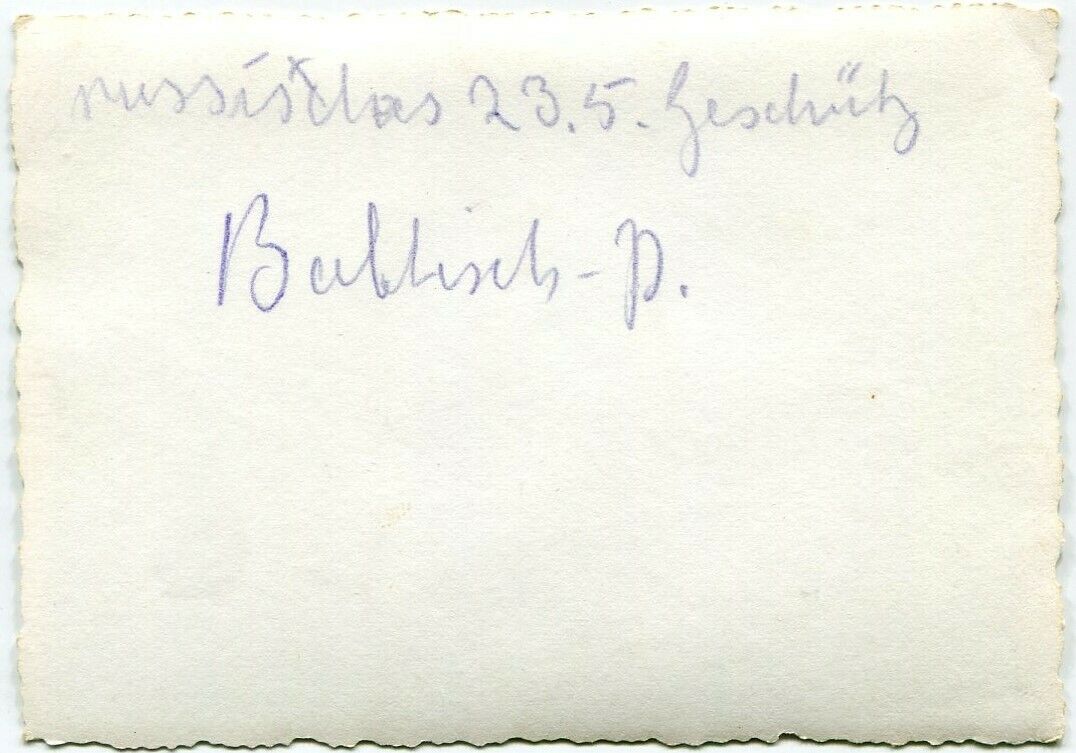 russisches 23.5. Geschütz
Baltisch-P.